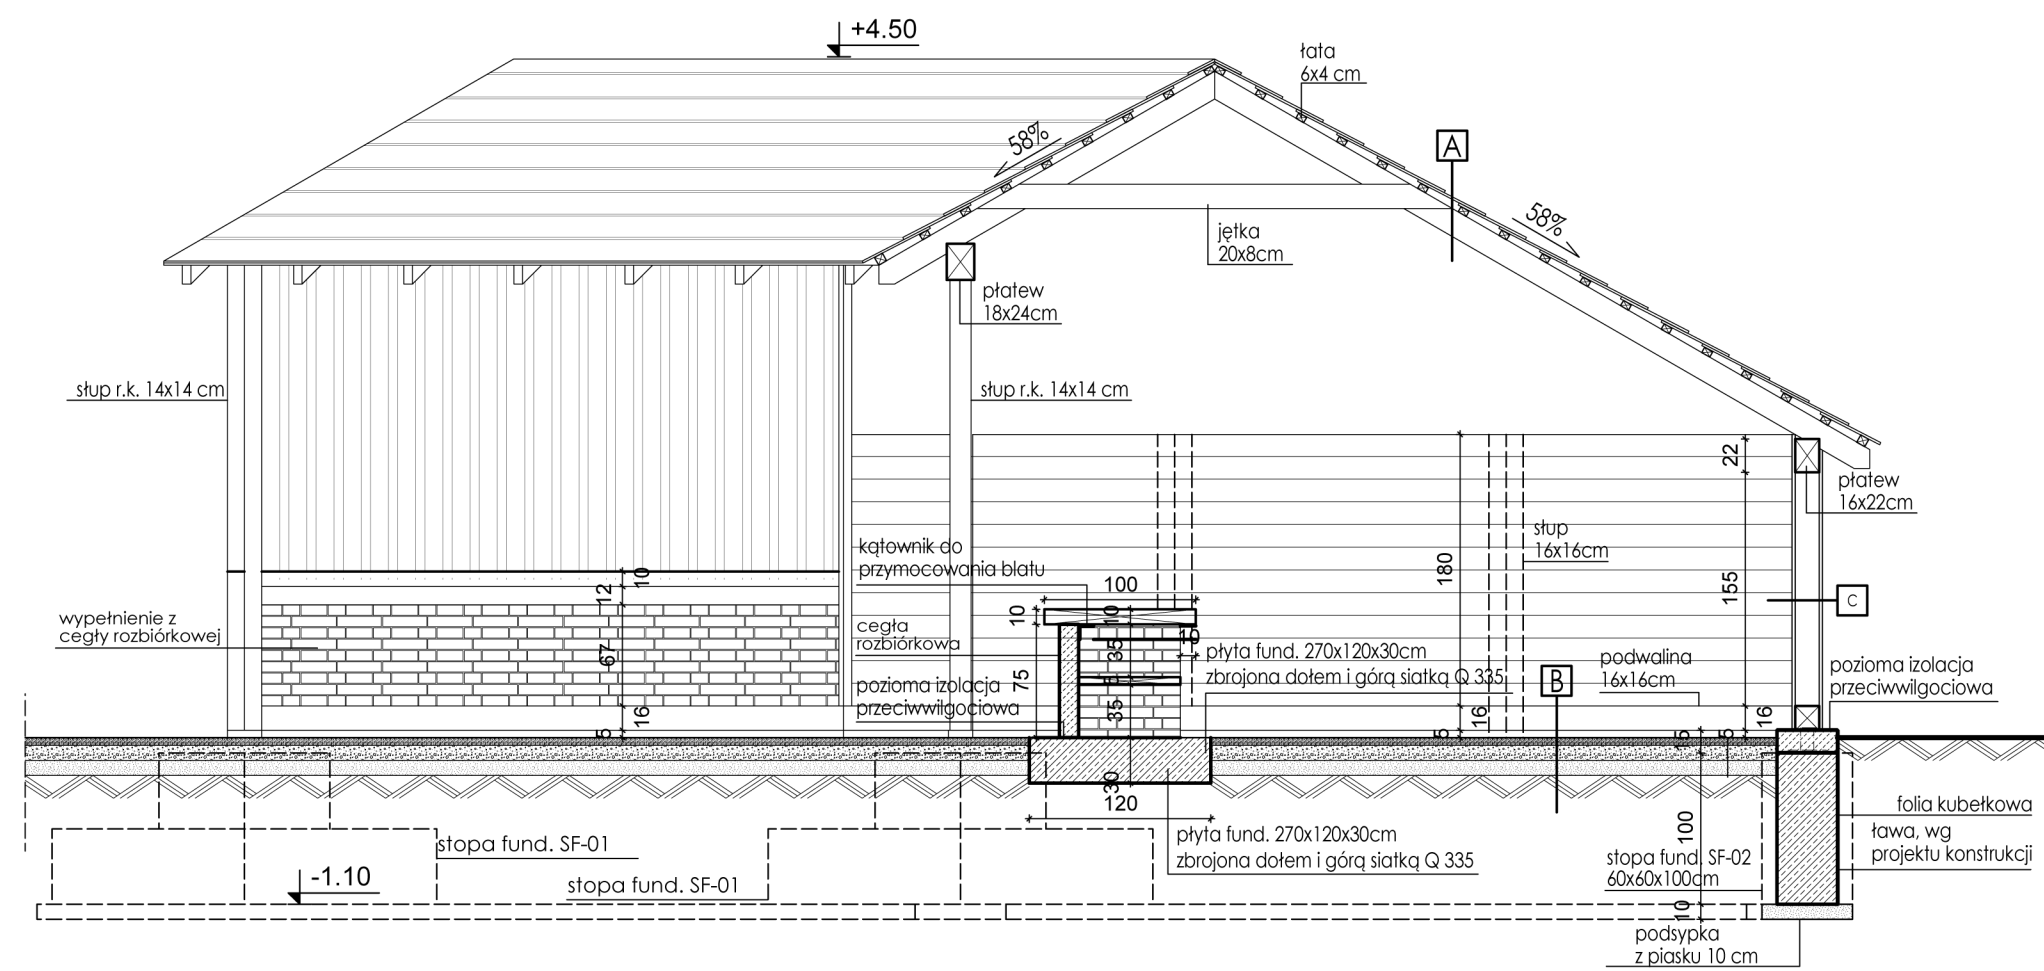 +4.50
łata
6x4 cm
58%
A
58%
jętka
20x8cm
płatew
18x24cm
słup r.k. 14x14 cm
słup r.k. 14x14 cm
22
płatew
16x22cm
słup
16x16cm
kątownik do
przymocowania blatu
180
155
C
10
12
67
16
5
wypełnienie z
cegły rozbiórkowej
100
10
10
cegła
rozbiórkowa
35
10
75
5
35
płyta fund. 270x120x30cm
zbrojona dołem i górą siatką Q 335
B
podwalina
16x16cm
pozioma izolacja
przeciwwilgociowa
pozioma izolacja
przeciwwilgociowa
16
5
16
5
15
30
120
płyta fund. 270x120x30cm
zbrojona dołem i górą siatką Q 335
100
folia kubełkowa
ława, wg
projektu konstrukcji
stopa fund. SF-01
stopa fund. SF-01
-1.10
stopa fund. SF-02
60x60x100cm
10
podsypka
z piasku 10 cm